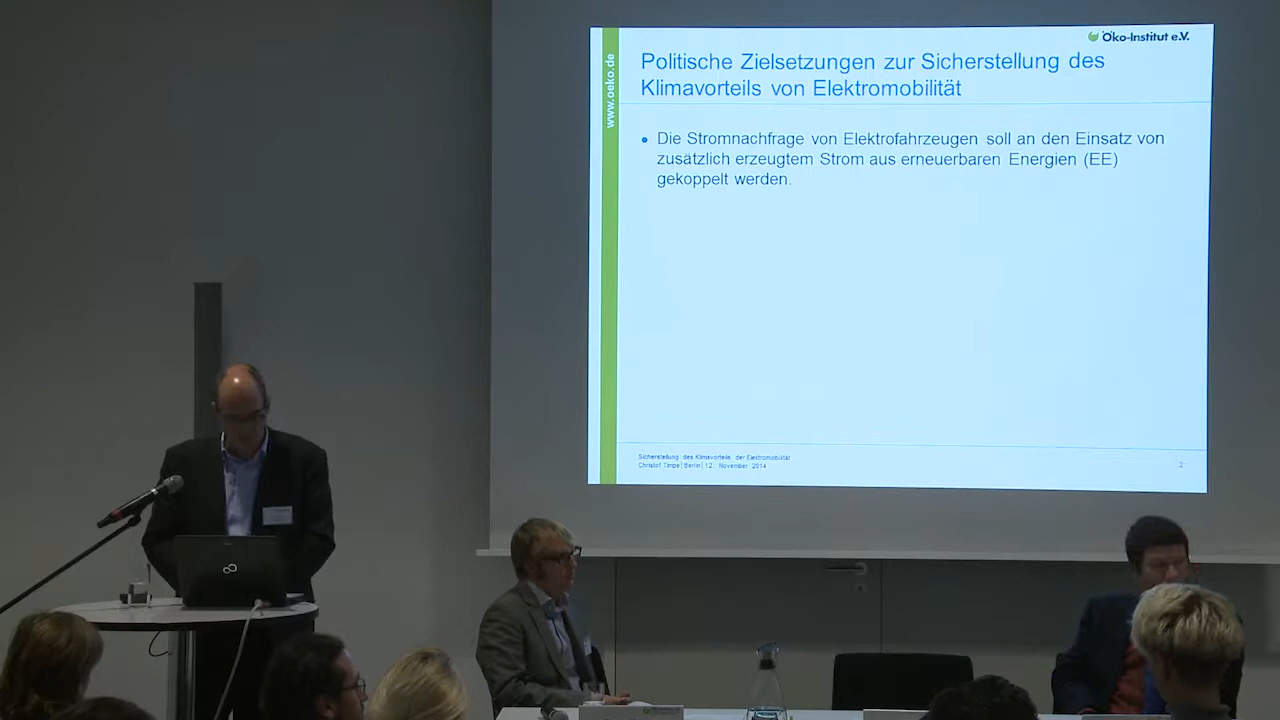 Öko-Institut e.V.
www.oeko.de
Politische Zielsetzungen zur Sicherstellung des
Klimavorteils von Elektromobilität
• Die Stromnachfrage von Elektrofahrzeugen soll an den Einsatz von
zusätzlich erzeugtem Strom aus erneuerbaren Energien (EE)
gekoppelt werden.
Sicherstellung des Klimavorteils der Elektromobilität
Christof Timpe│Berlin│12. November 2014
2